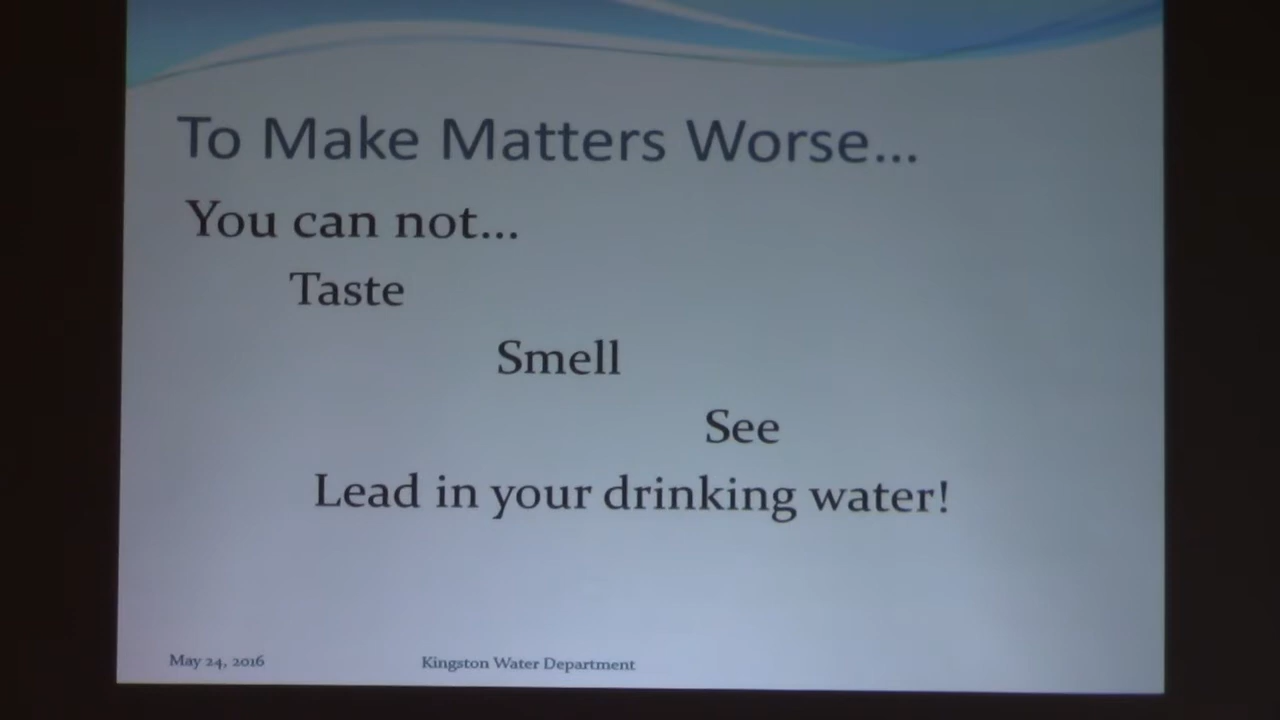 To Make Matters Worse...
You can not...
Taste
Smell
See
Lead in your drinking water!
May 24, 2016
Kingston Water Department